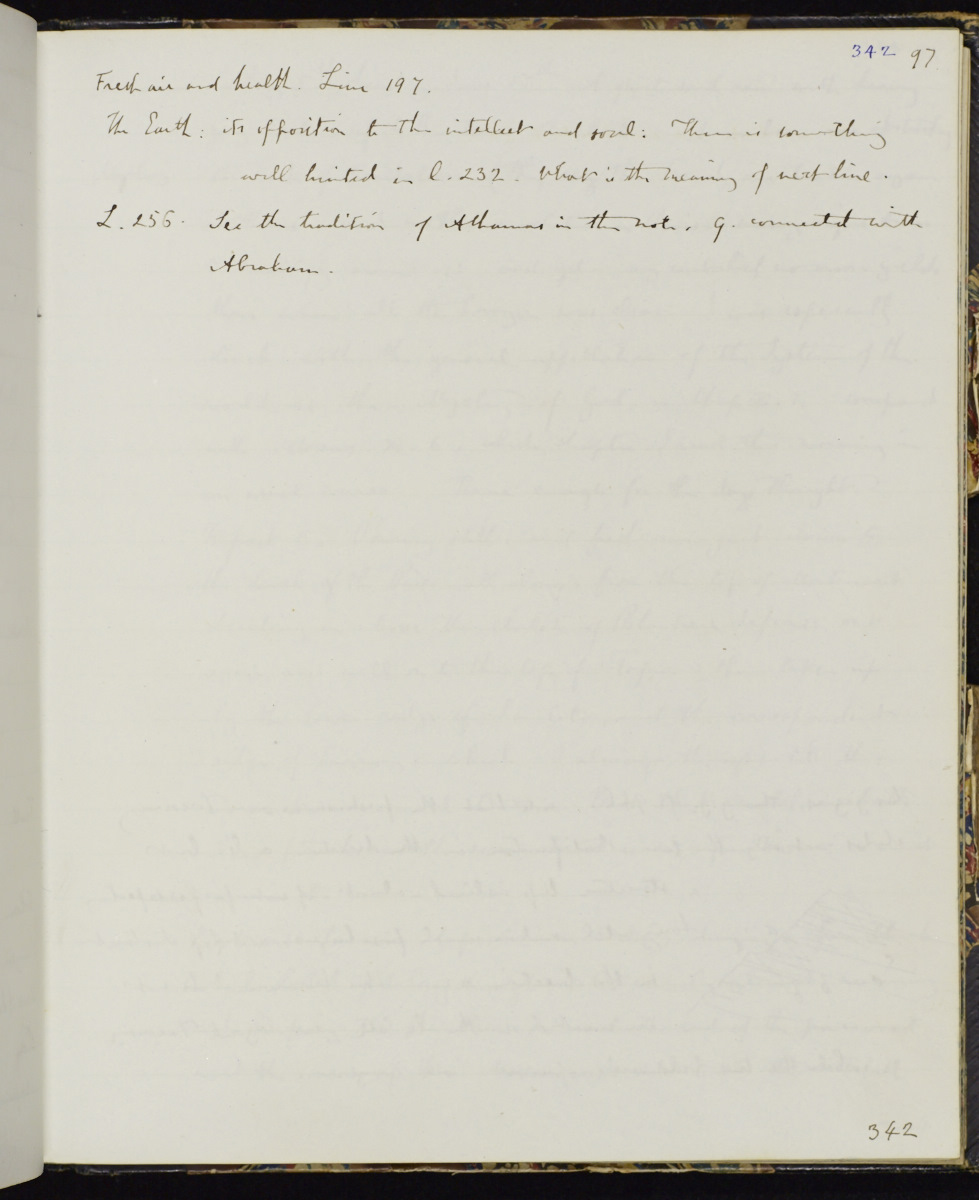 342 97
Fresh air and health. Line 197.
The Earth: its opposition to the intellect and soul: There is something
well hinted in l. 232. What is the meaning of next line.
L. 256. See the tradition of Athamas in the note. Q. connected with
Abraham.
342